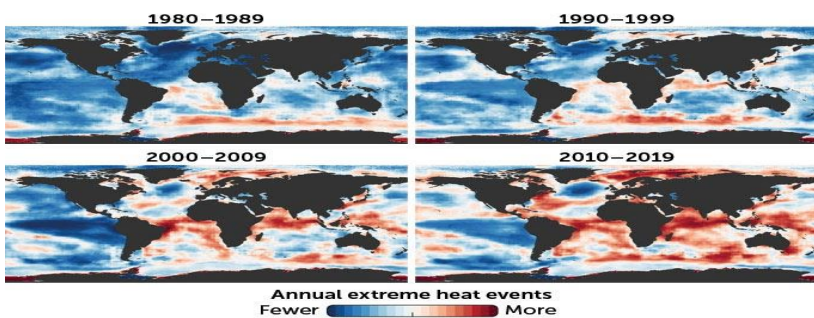 1980–1989
1990–1999
2000–2009
2010–2019
Annual extreme heat events
Fewer
More